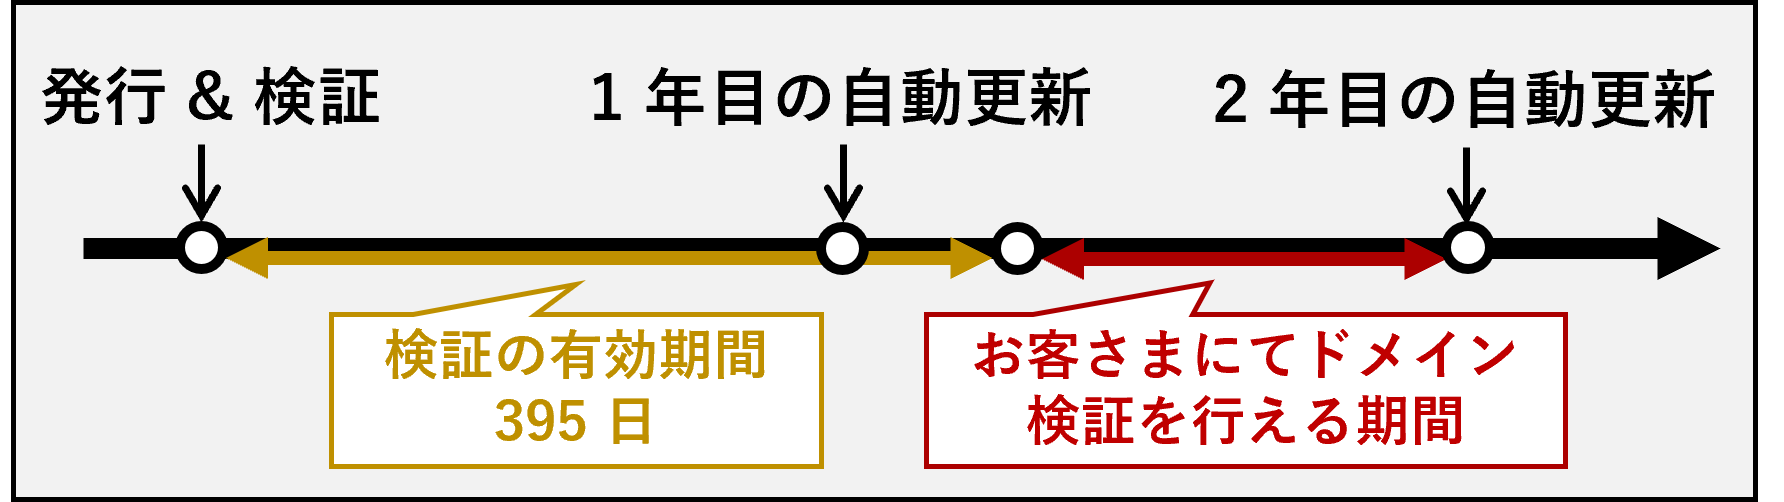 発行 & 検証
1 年目の自動更新
2 年目の自動更新
検証の有効期間
395 日
お客さまにてドメイン
検証を行える期間